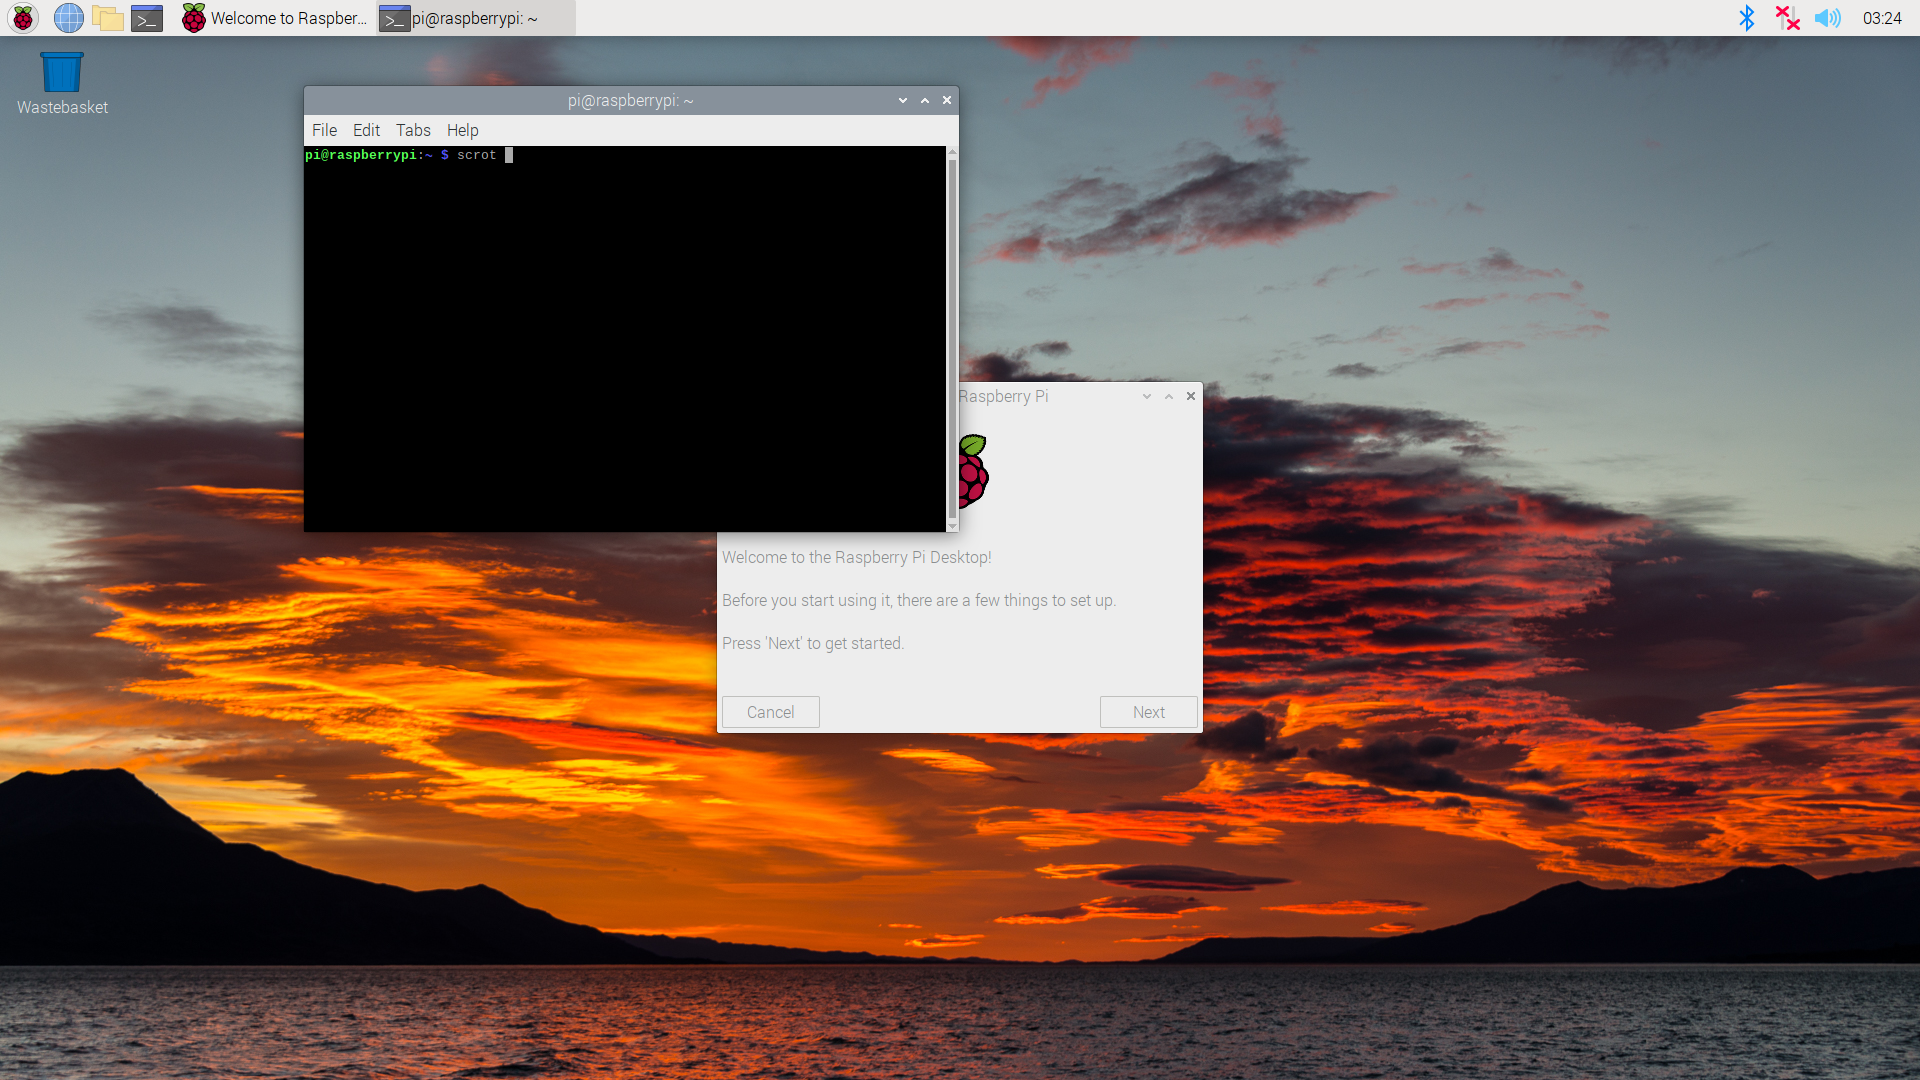 Welcome to Raspber... pi@raspberrypi: ~ 03:24
Wastebasket
pi@raspberrypi: ~
File Edit Tabs Help
pi@raspberrypi:~ $ scrot
Raspberry Pi
Welcome to the Raspberry Pi Desktop!
Before you start using it, there are a few things to set up.
Press 'Next' to get started.
Cancel Next